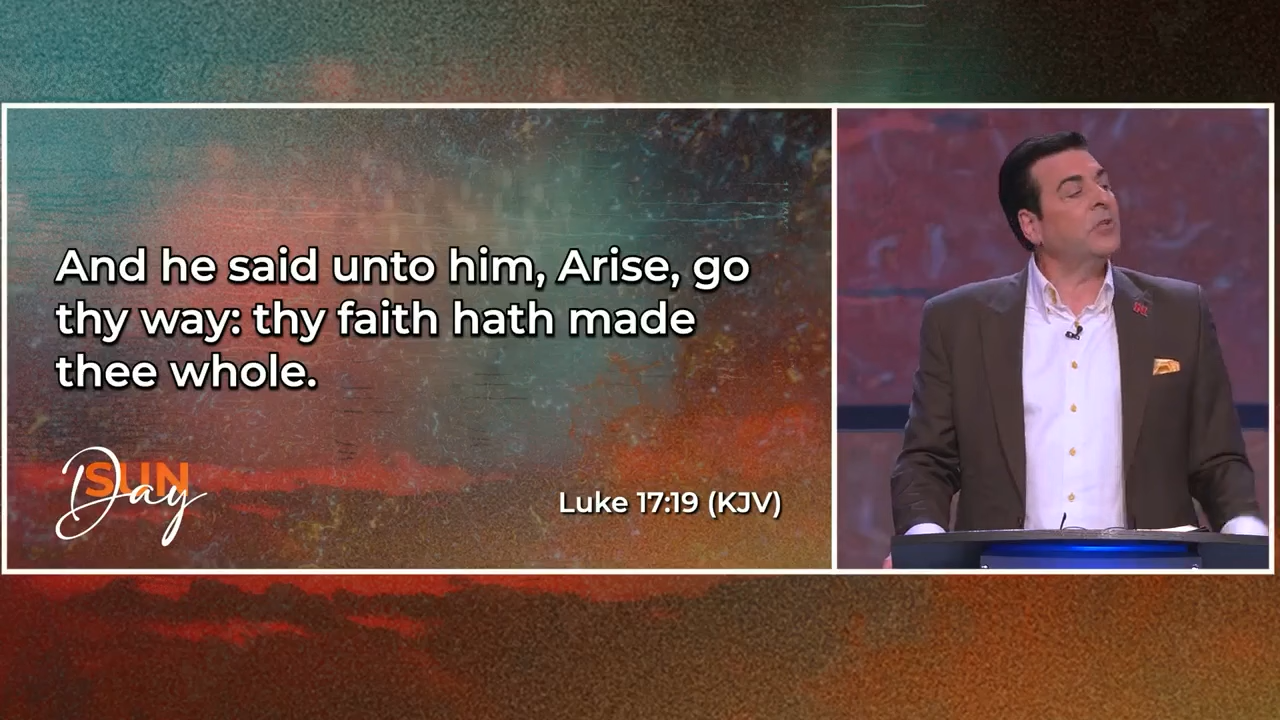 And he said unto him, Arise, go
thy way: thy faith hath made
thee whole.
SUN
Day
Luke 17:19 (KJV)